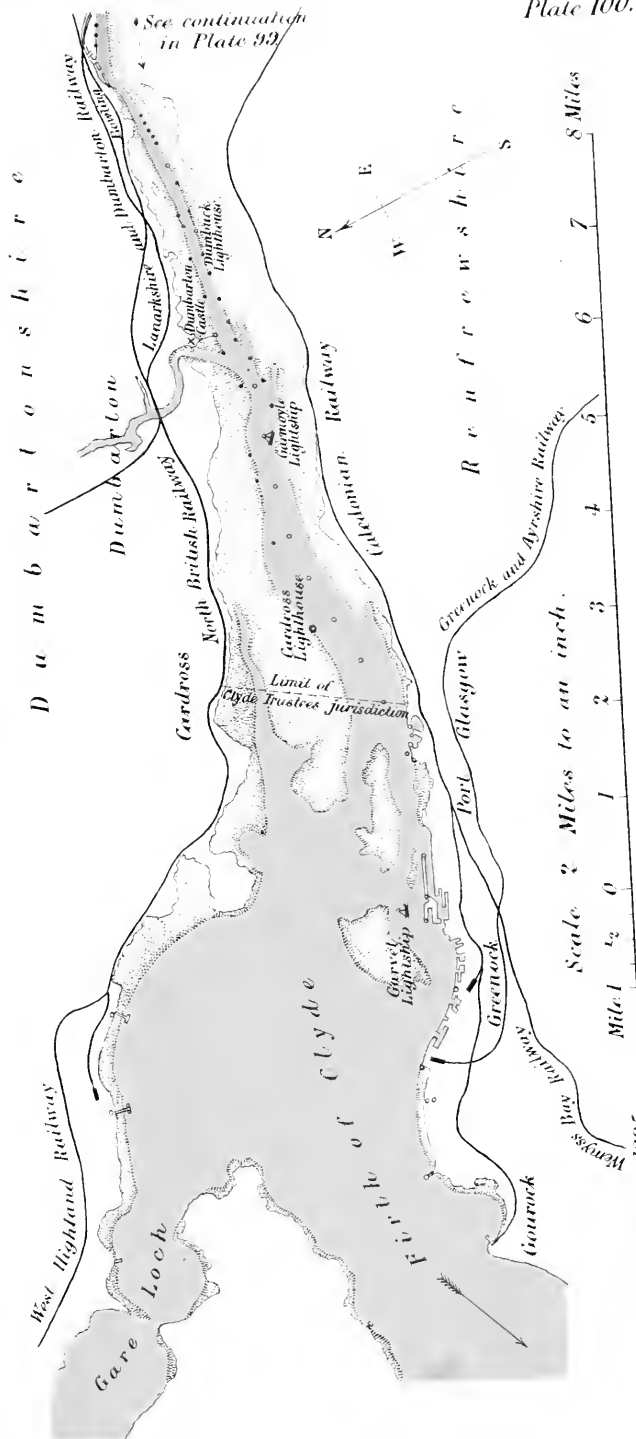 Plate 100.
See continuation
in Plate 99
Dumbartonshire
Lanarkshire and Dumbarton Railway
Bowling
Dumbarton
Dumbarton
Castle
Dumbuck
Lighthouse
Garmoyle
Lightship
N
E
W
S
Renfrewshire
Caledonian Railway
North British Railway
Cardross
Cardross
Lighthouse
Limit of
Clyde Trustees jurisdiction
Greenock and Ayrshire Railway
Port Glasgow
Garvel
Lightship
Greenock
Firth of Clyde
West Highland Railway
Gare Loch
Gourock
Wemyss Bay Railway
Scale 2 Miles to an inch.
Mile 1 ½ 0 1 2 3 4 5 6 7 8 Miles